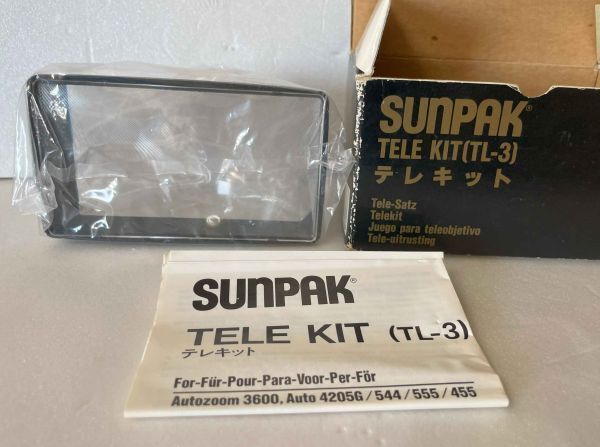 SUNPAK®
TELE KIT(TL-3)
テレキット
Tele-Satz
Telekit
Juego para teleobjetivo
Tele-uitrusting
SUNPAK®
TELE KIT (TL-3)
テレキット
For-Für-Pour-Para-Voor-Per-För
Autozoom 3600, Auto 4205G/544/555/455